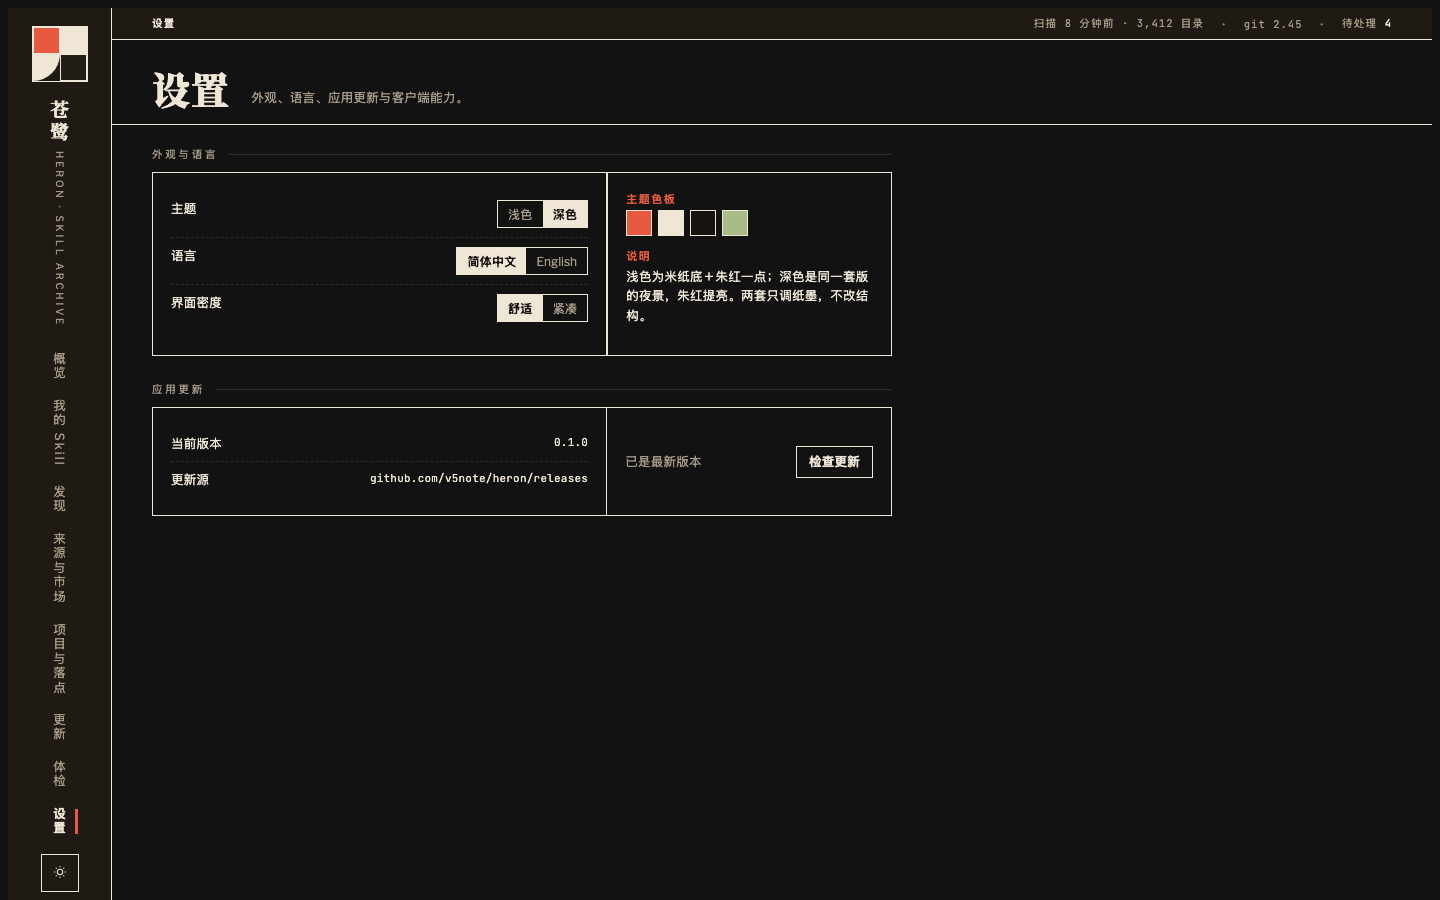 苍鹭
HERON · SKILL ARCHIVE
概览
我的 Skill
发现
来源与市场
项目与落点
更新
体检
设置
设置
扫描 8 分钟前 · 3,412 目录 · git 2.45 · 待处理 4
设置
外观、语言、应用更新与客户端能力。
外观与语言
主题
浅色 深色
语言
简体中文 English
界面密度
舒适 紧凑
主题色板
说明
浅色为米纸底＋朱红一点；深色是同一套版
的夜景，朱红提亮。两套只调纸墨，不改结
构。
应用更新
当前版本 0.1.0
更新源 github.com/v5note/heron/releases
已是最新版本 检查更新